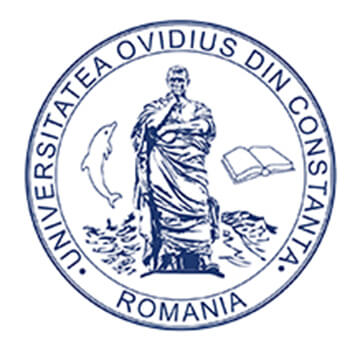 · UNIVERSITATEA OVIDIUS DIN CONSTANTA ·
ROMANIA